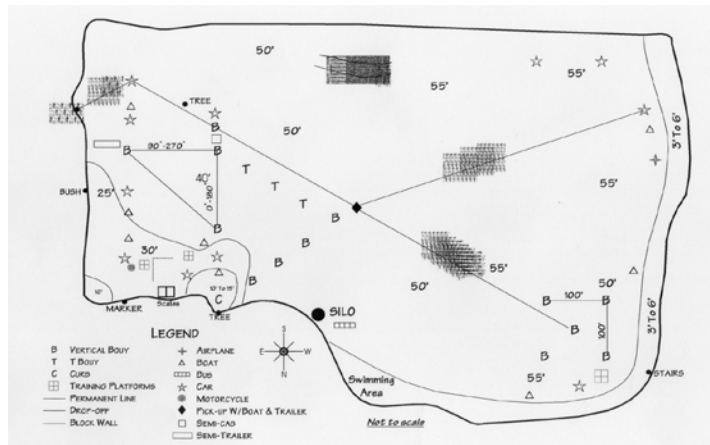 50'
55'
55'
TREE
50'
55'
3' TO 6'
90°-270°
40'
0°-180°
T
T
T
B
B
B
B
B
B
B
BUSH
25'
55'
30'
10'
10' TO 15'
C
MARKER
Scales
TREE
SILO
50'
55'
50'
B
100'
B
B
100'
B
B
55'
3' TO 6'
STAIRS
Swimming
Area
LEGEND
B VERTICAL BOUY
T T BOUY
C CURB
TRAINING PLATFORMS
PERMANENT LINE
DROP-OFF
BLOCK WALL
AIRPLANE
BOAT
BUS
CAR
MOTORCYCLE
PICK-UP W/BOAT & TRAILER
SEMI-CAB
SEMI-TRAILER
S
E W
N
Not to scale